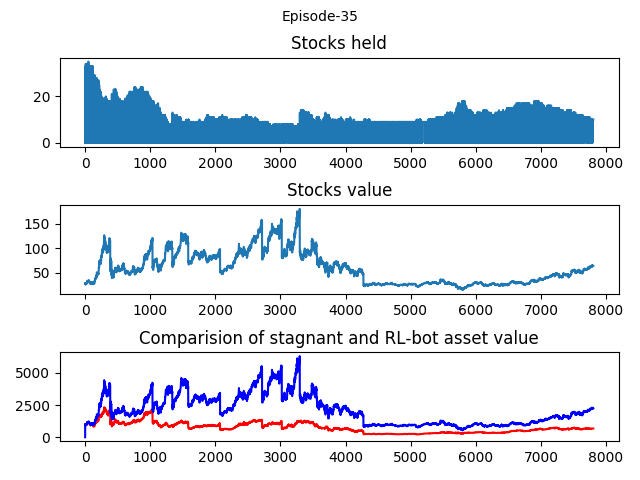 Episode-35
Stocks held
20
0
0 1000 2000 3000 4000 5000 6000 7000 8000
Stocks value
150
100
50
0 1000 2000 3000 4000 5000 6000 7000 8000
Comparision of stagnant and RL-bot asset value
5000
2500
0
0 1000 2000 3000 4000 5000 6000 7000 8000